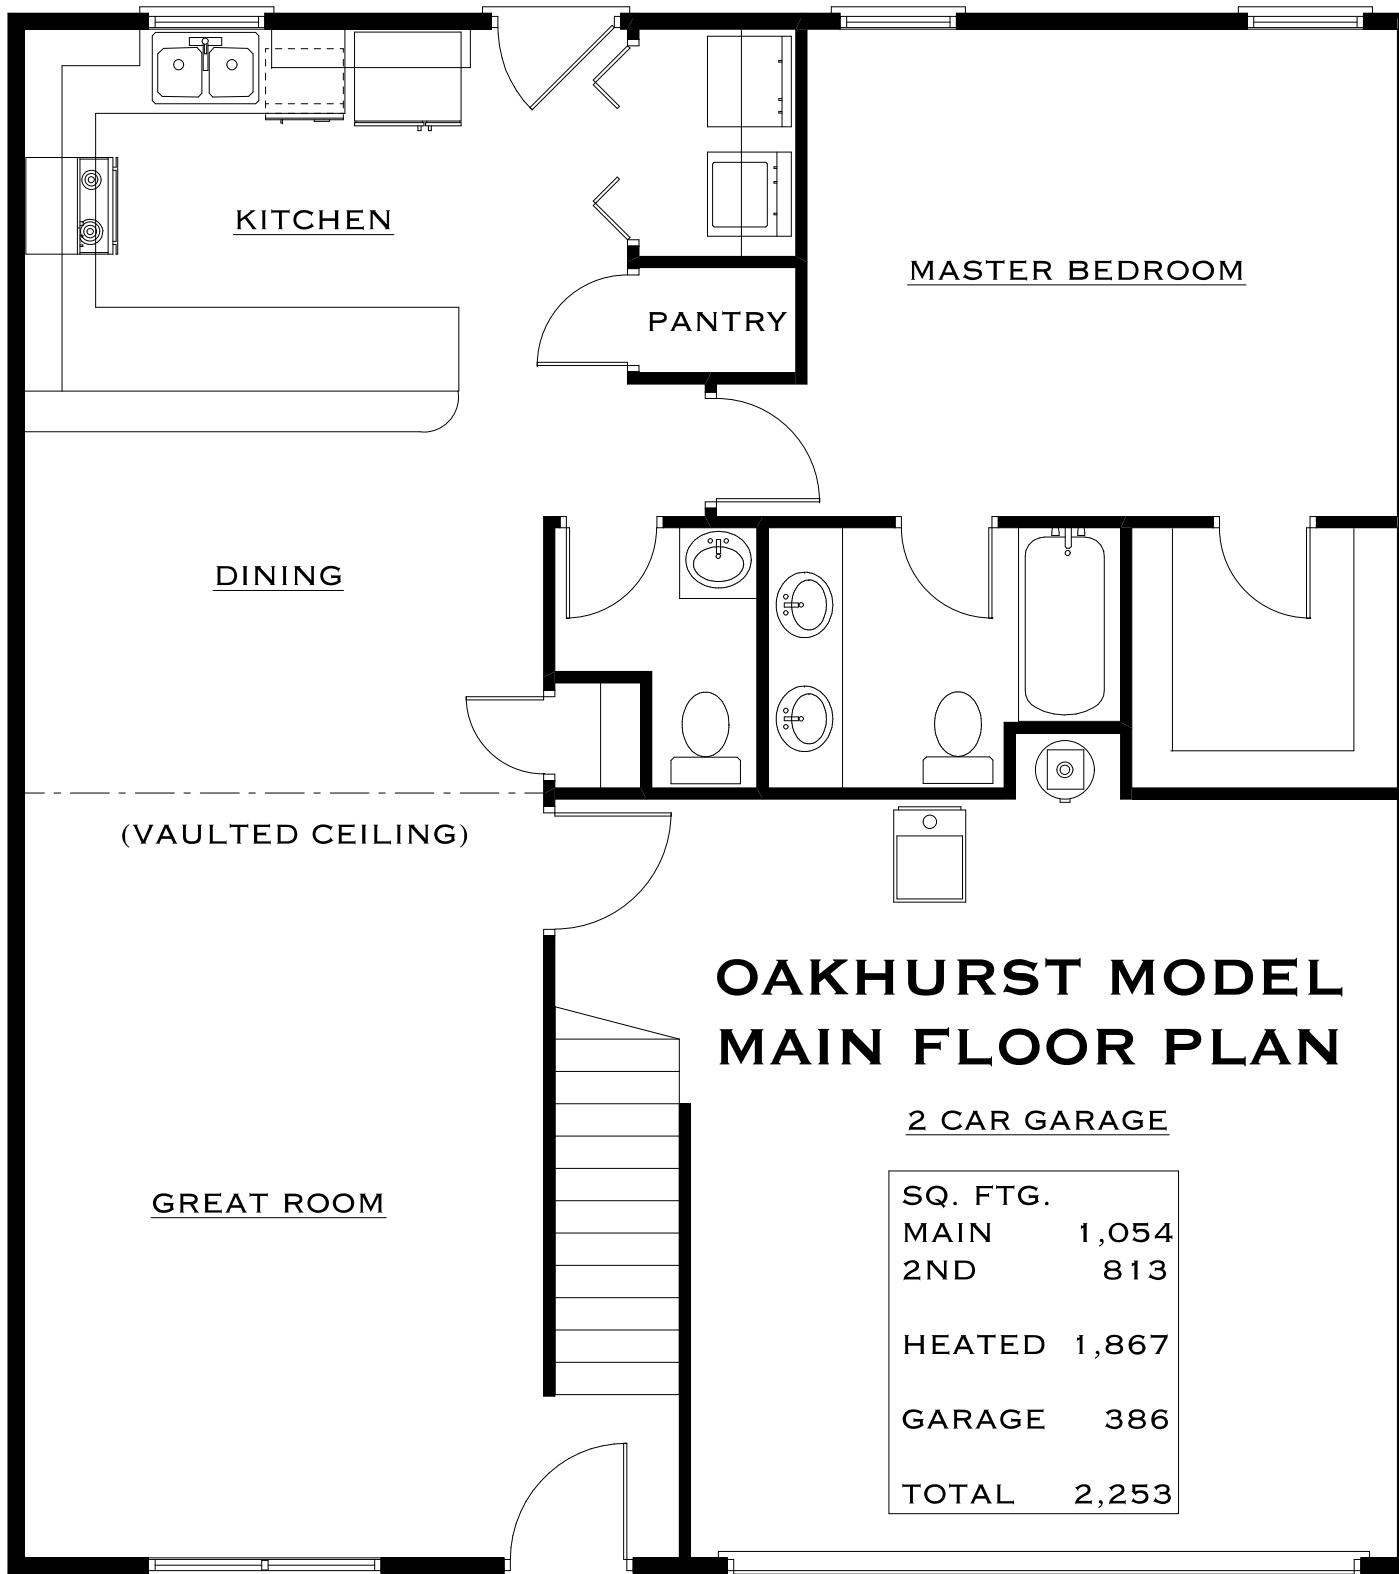 KITCHEN
MASTER BEDROOM
PANTRY
DINING
(VAULTED CEILING)
OAKHURST MODEL
MAIN FLOOR PLAN
2 CAR GARAGE
GREAT ROOM
SQ. FTG.
MAIN 1,054
2ND 813
HEATED 1,867
GARAGE 386
TOTAL 2,253